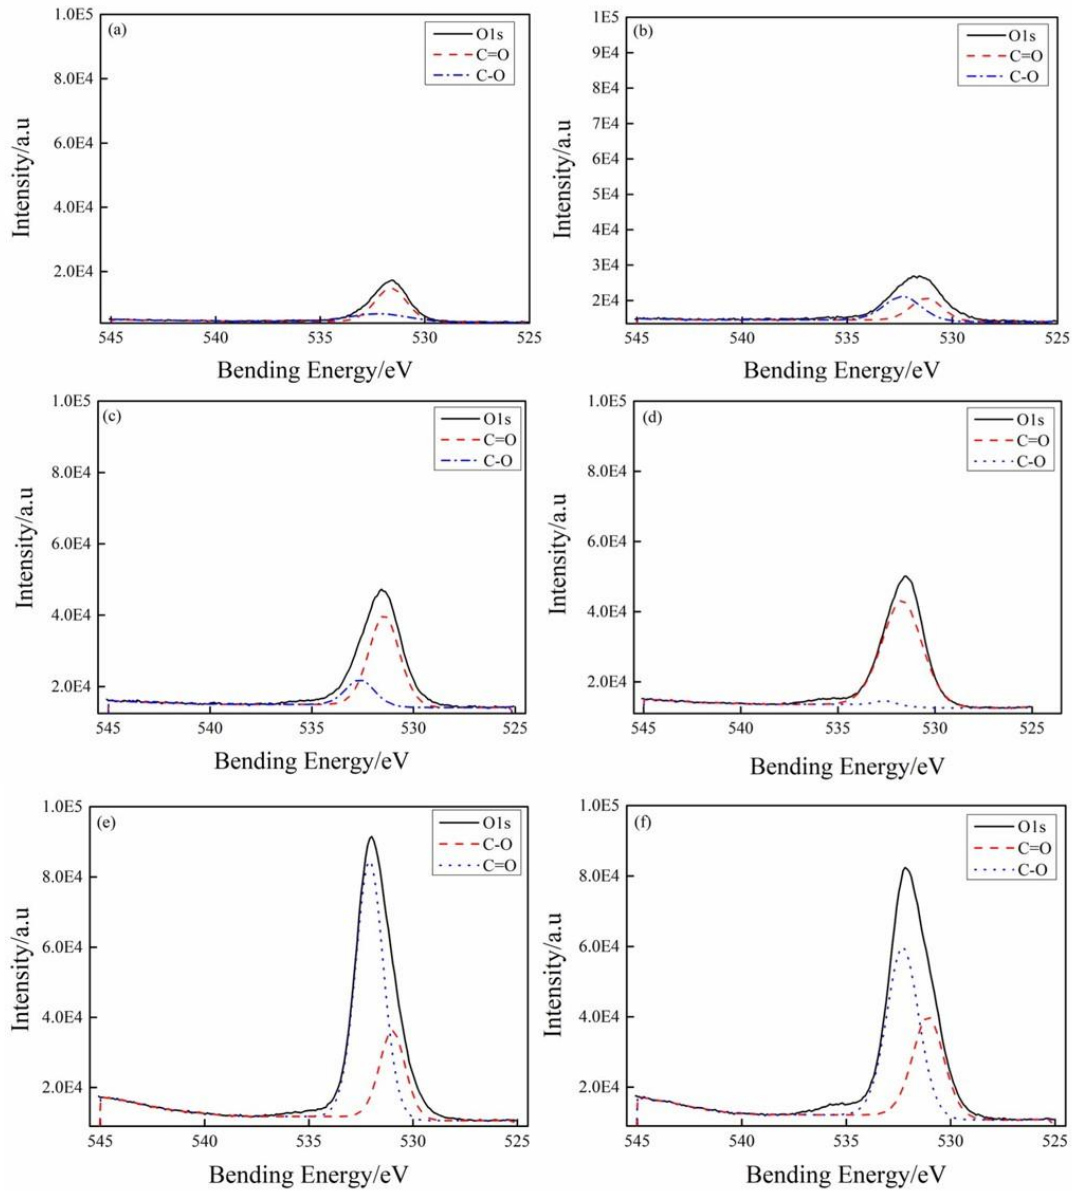 (a)
O1s
C=O
C-O
1.0E5
8.0E4
6.0E4
4.0E4
2.0E4
Intensity/a.u
545 540 535 530 525
Bending Energy/eV
(b)
O1s
C=O
C-O
1E5
9E4
8E4
7E4
6E4
5E4
4E4
3E4
2E4
Intensity/a.u
545 540 535 530 525
Bending Energy/eV
(c)
O1s
C=O
C-O
1.0E5
8.0E4
6.0E4
4.0E4
2.0E4
Intensity/a.u
545 540 535 530 525
Bending Energy/eV
(d)
O1s
C=O
C-O
1.0E5
8.0E4
6.0E4
4.0E4
2.0E4
Intensity/a.u
545 540 535 530 525
Bending Energy/eV
(e)
O1s
C-O
C=O
1.0E5
8.0E4
6.0E4
4.0E4
2.0E4
Intensity/a.u
545 540 535 530 525
Bending Energy/eV
(f)
O1s
C=O
C-O
1.0E5
8.0E4
6.0E4
4.0E4
2.0E4
Intensity/a.u
545 540 535 530 525
Bending Energy/eV